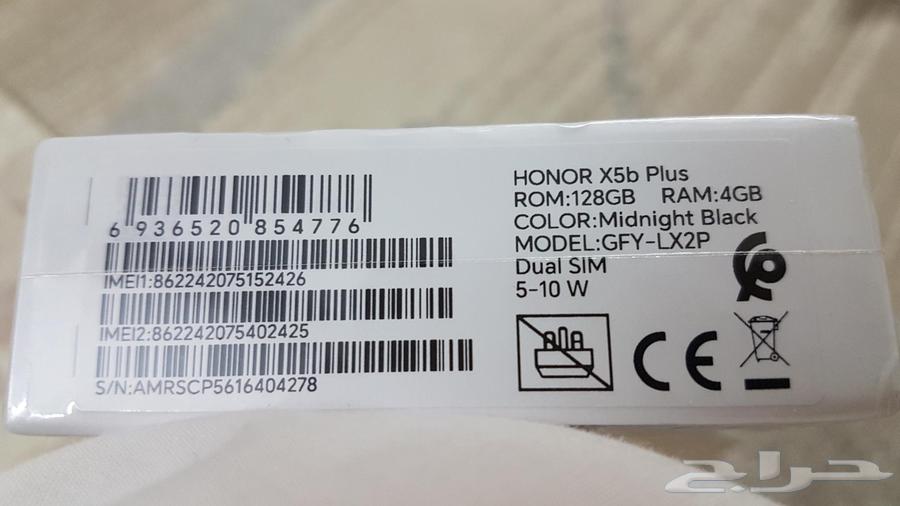 6 936520 854776
IMEI1:862242075152426
IMEI2:862242075402425
S/N:AMRSCP5616404278
HONOR X5b Plus
ROM:128GB RAM:4GB
COLOR:Midnight Black
MODEL:GFY-LX2P
Dual SIM
5-10 W
CE
حراج